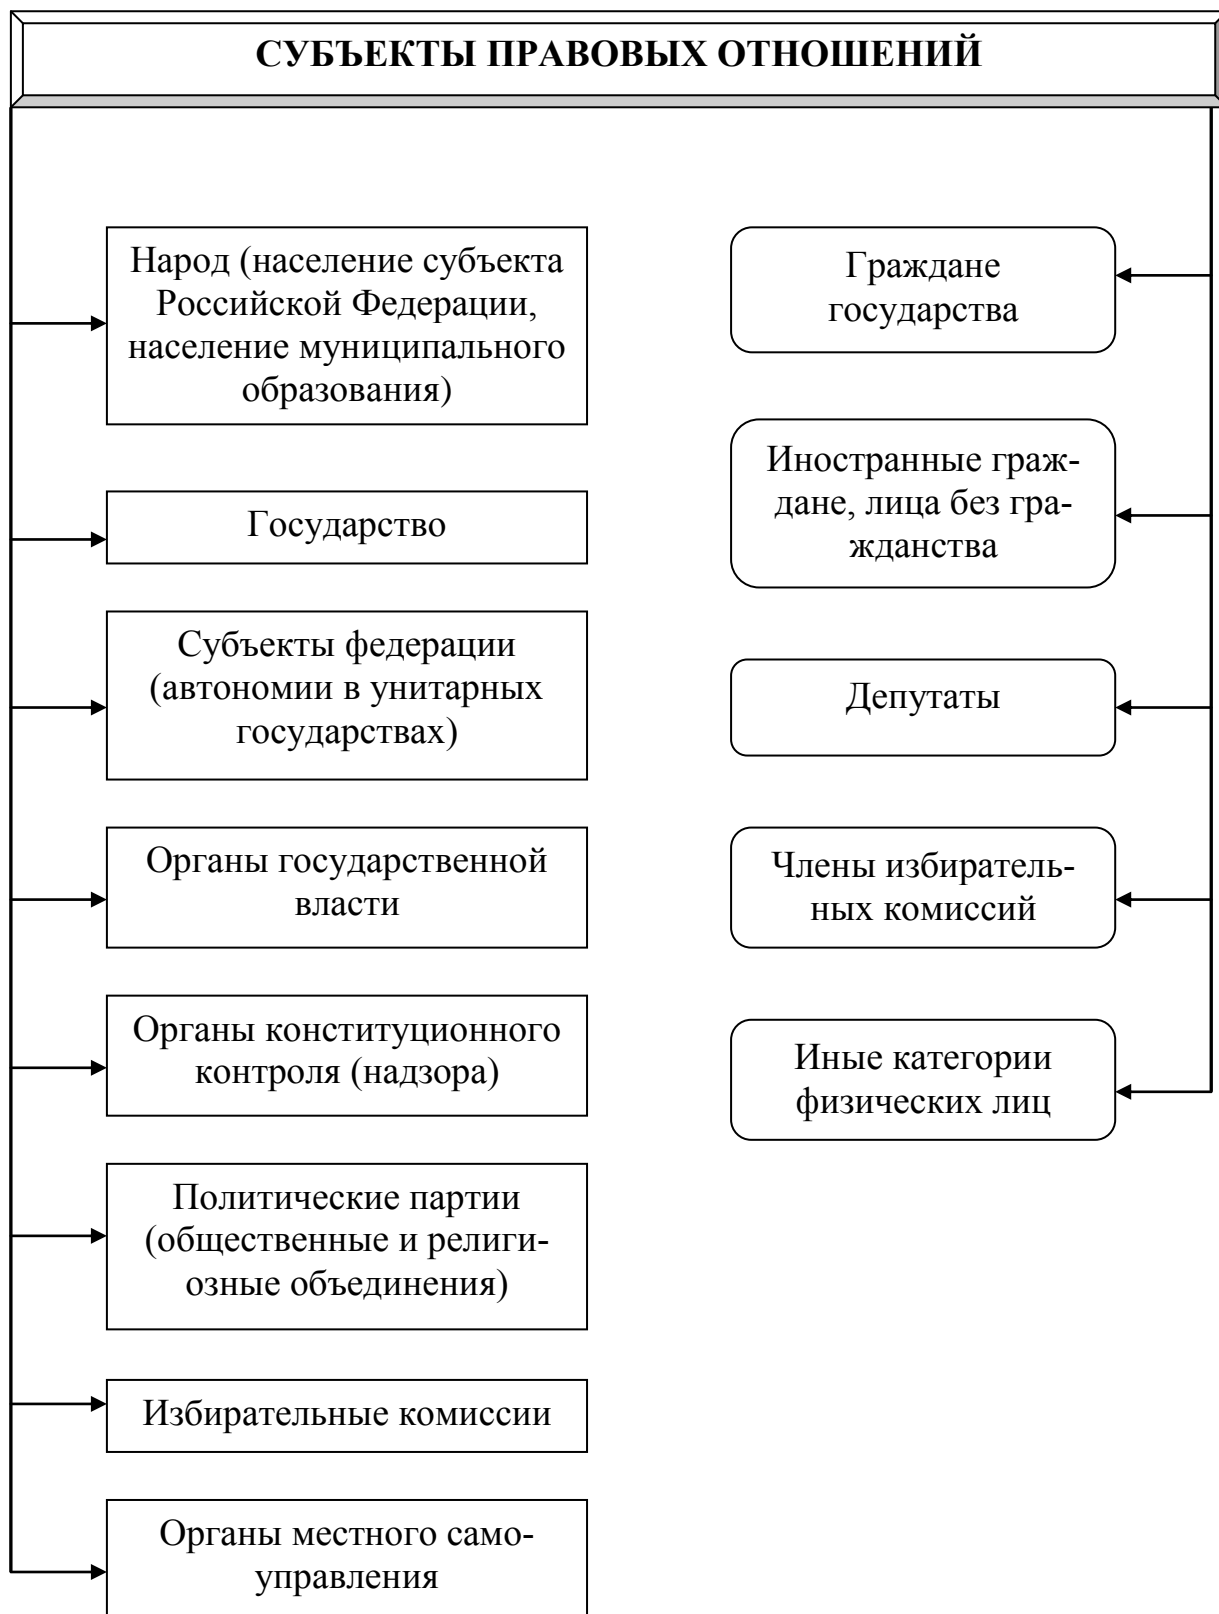 СУБЪЕКТЫ ПРАВОВЫХ ОТНОШЕНИЙ
Народ (население субъекта
Российской Федерации,
население муниципального
образования)
Государство
Субъекты федерации
(автономии в унитарных
государствах)
Органы государственной
власти
Органы конституционного
контроля (надзора)
Политические партии
(общественные и религи-
озные объединения)
Избирательные комиссии
Органы местного само-
управления
Граждане
государства
Иностранные граж-
дане, лица без гра-
жданства
Депутаты
Члены избиратель-
ных комиссий
Иные категории
физических лиц